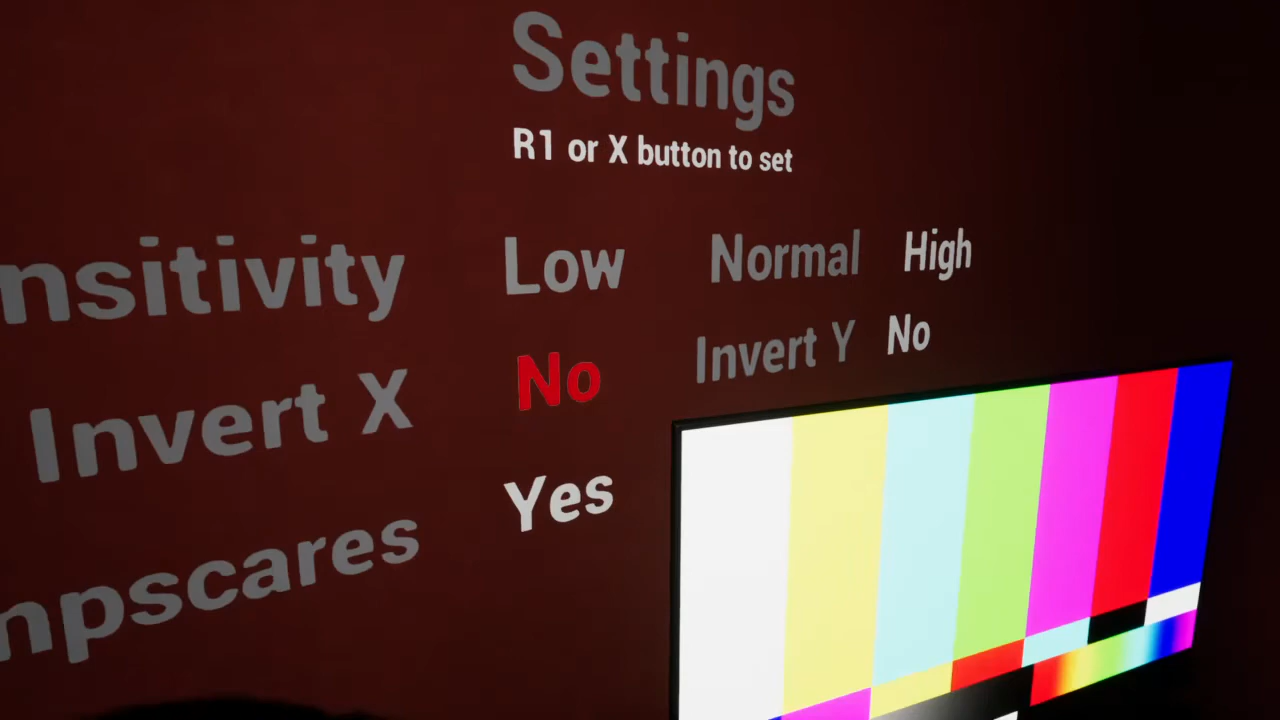 Settings
R1 or X button to set
nsitivity Low Normal High
Invert X No Invert Y No
mpscares Yes